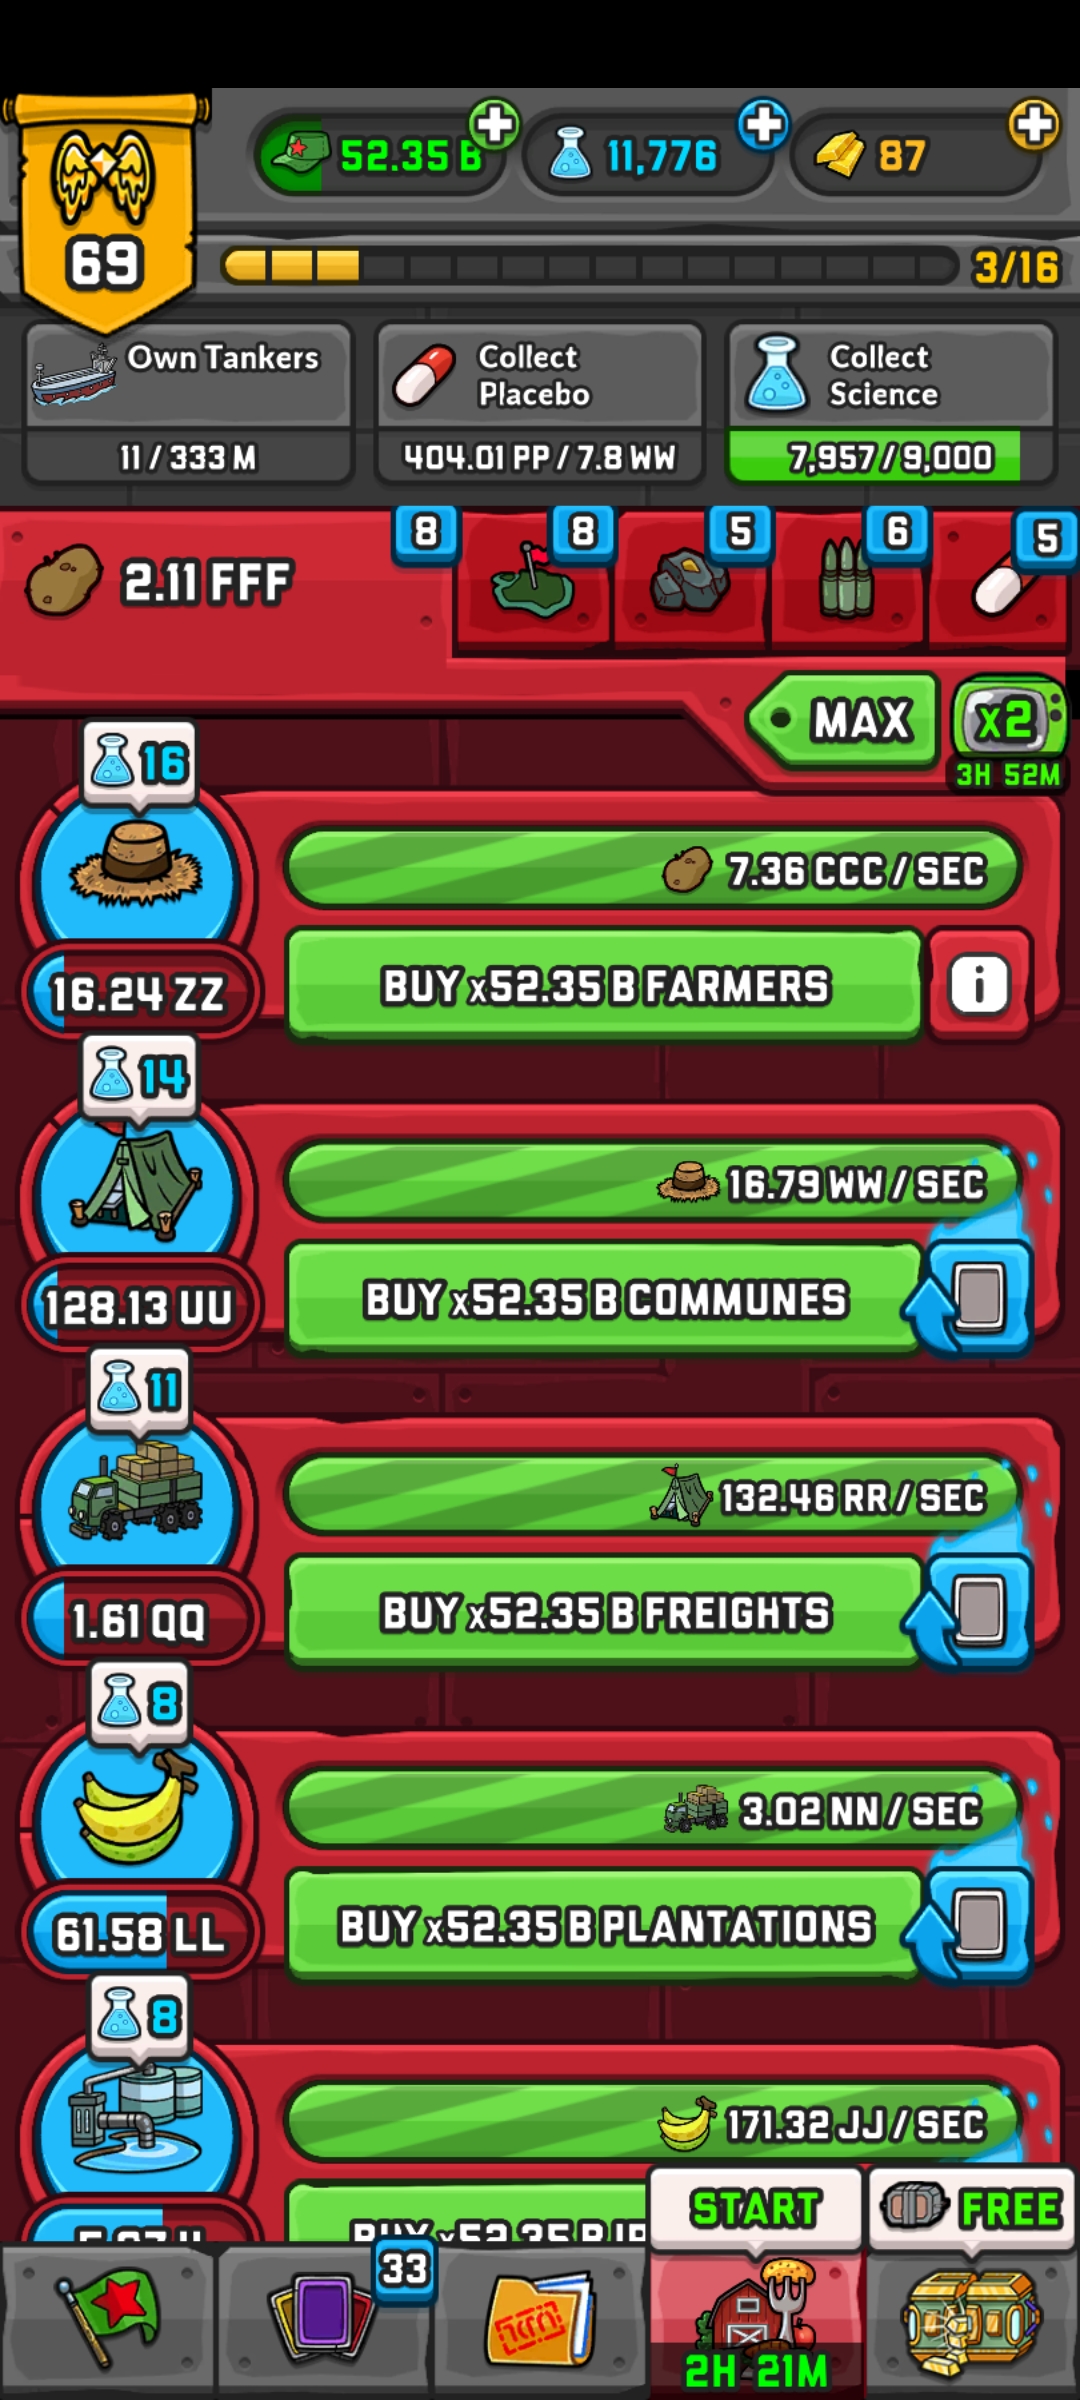 52.35 B
11,776
87
69
3/16
Own Tankers
11 / 333 M
Collect
Placebo
404.01 PP / 7.8 WW
Collect
Science
7,957 / 9,000
2.11 FFF
8
8
5
6
5
MAX
x2
3H 52M
16
7.36 CCC / SEC
16.24 ZZ
BUY x52.35 B FARMERS
i
14
16.79 WW / SEC
128.13 UU
BUY x52.35 B COMMUNES
11
132.46 RR / SEC
1.61 QQ
BUY x52.35 B FREIGHTS
8
3.02 NN / SEC
61.58 LL
BUY x52.35 B PLANTATIONS
8
171.32 JJ / SEC
BUY x52.35 B
START
FREE
33
2H 21M